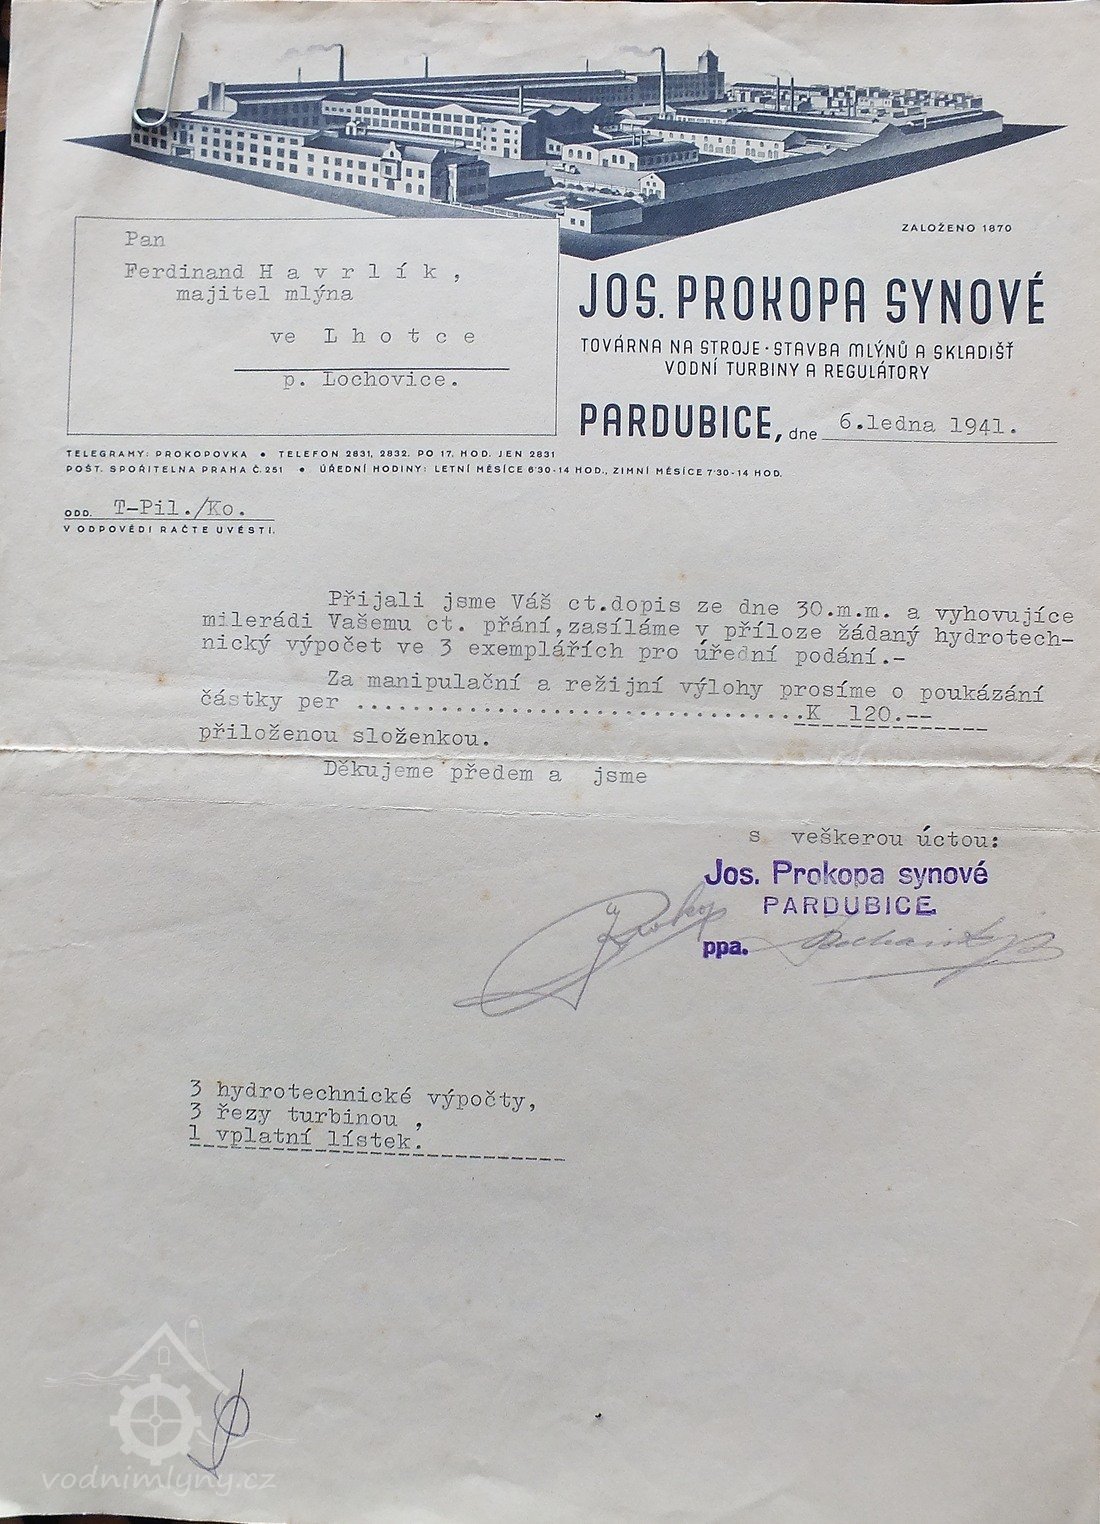 ZALOŽENO 1870
Pan
Ferdinand H a v r l í k ,
majitel mlýna
ve L h o t c e
p. Lochovice.
JOS. PROKOPA SYNOVÉ
TOVÁRNA NA STROJE · STAVBA MLÝNŮ A SKLADIŠŤ
VODNÍ TURBINY A REGULÁTORY
PARDUBICE, dne 6.ledna 1941.
TELEGRAMY: PROKOPOVKA ● TELEFON 2831, 2832. PO 17. HOD. JEN 2831
POŠT. SPOŘITELNA PRAHA Č. 251 ● ÚŘEDNÍ HODINY: LETNÍ MĚSÍCE 6'30-14 HOD., ZIMNÍ MĚSÍCE 7'30-14 HOD.
ODD. T-Pil./Ko.
V ODPOVĚDI RAČTE UVÉSTI.
Přijali jsme Váš ct.dopis ze dne 30.m.m. a vyhovujíce
milerádi Vašemu ct. přání,zasíláme v příloze žádaný hydrotech-
nický výpočet ve 3 exemplářích pro úřední podání.-
Za manipulační a režijní výlohy prosíme o poukázání
částky per ..................................K 120.--
přiloženou složenkou.
Děkujeme předem a jsme
s veškerou úctou:
Jos. Prokopa synové
PARDUBICE.
Prokop
ppa.
3 hydrotechnické výpočty,
3 řezy turbinou ,
1 vplatní lístek.
vodnimlyny.cz